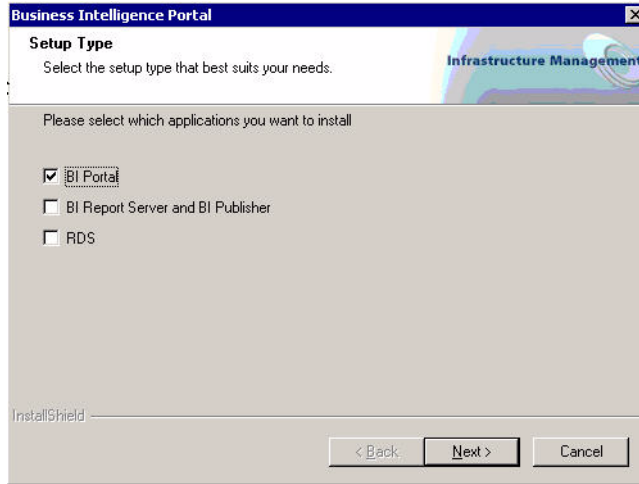 Business Intelligence Portal
Setup Type
Select the setup type that best suits your needs.
Infrastructure Management
Please select which applications you want to install
BI Portal
BI Report Server and BI Publisher
RDS
InstallShield
< Back
Next >
Cancel